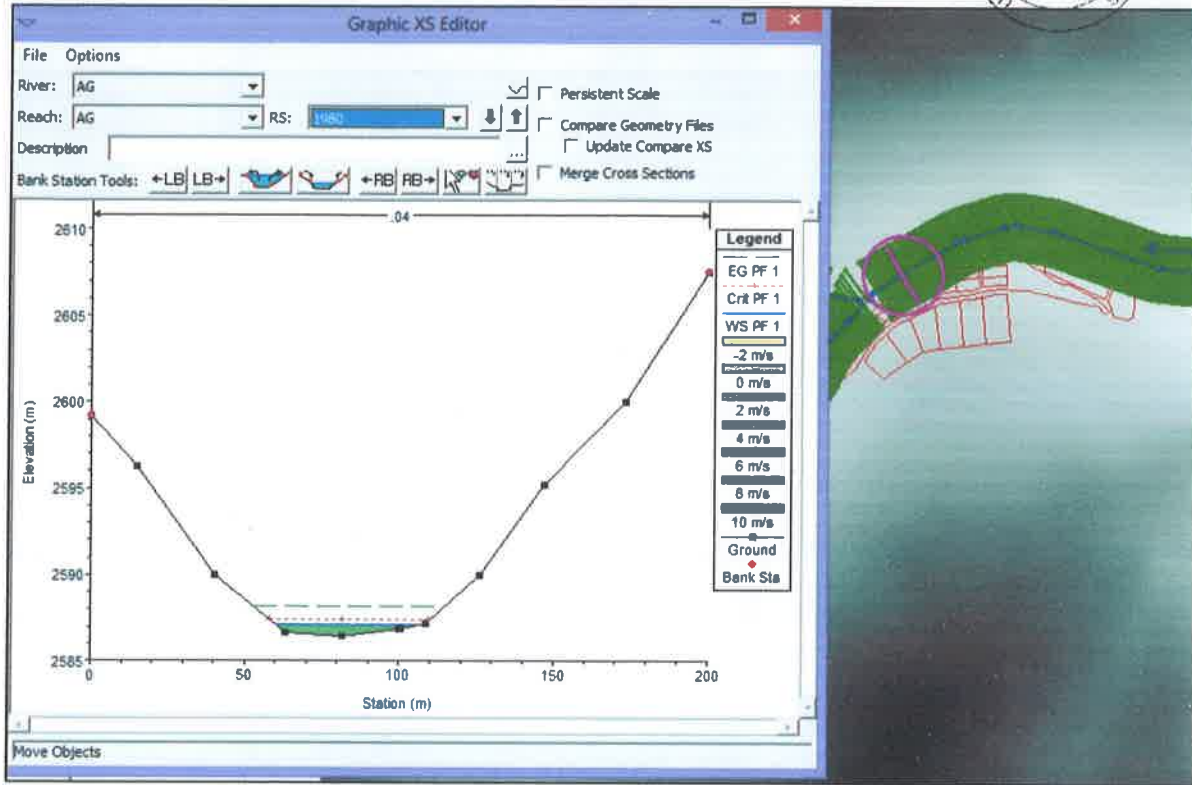 Graphic XS Editor
File Options
River: AG
Persistent Scale
Reach: AG RS: 1980
Compare Geometry Files
Update Compare XS
Description ...
Merge Cross Sections
Bank Station Tools: ←LB LB→ ←RB RB→
.04
2610
2605
2600
2595
2590
2585
Elevation (m)
0 50 100 150 200
Station (m)
Legend
EG PF 1
Crit PF 1
WS PF 1
-2 m/s
0 m/s
2 m/s
4 m/s
6 m/s
8 m/s
10 m/s
Ground
Bank Sta
Move Objects